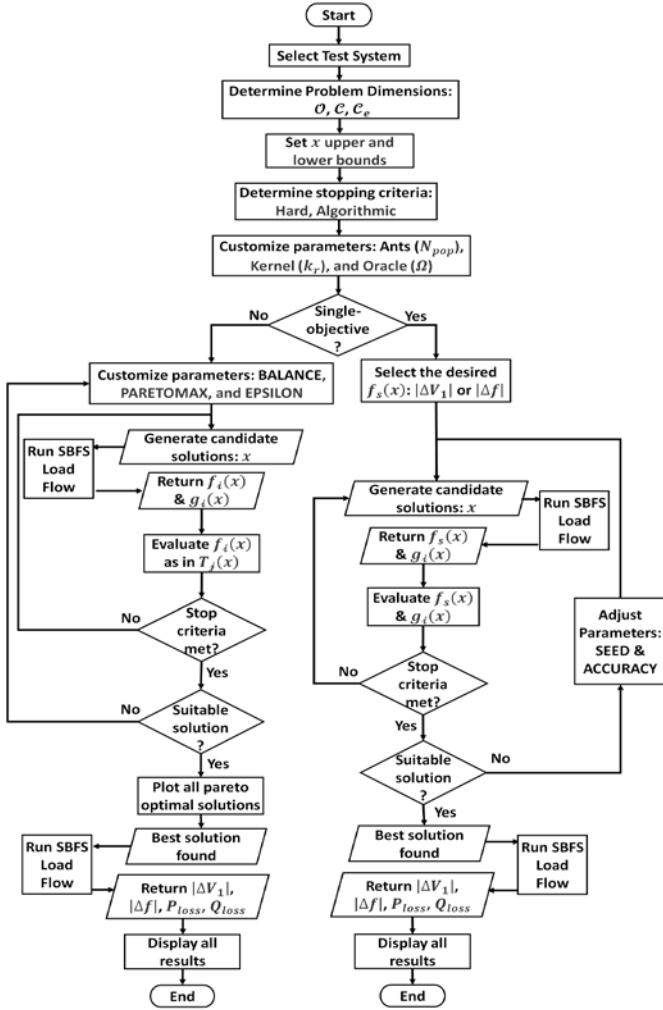 Start
Select Test System
Determine Problem Dimensions:
𝒪, 𝒞, 𝒞ₑ
Set x upper and
lower bounds
Determine stopping criteria:
Hard, Algorithmic
Customize parameters: Ants (N_pop),
Kernel (k_r), and Oracle (Ω)
No
Single-
objective
?
Yes
Customize parameters: BALANCE,
PARETOMAX, and EPSILON
Generate candidate
solutions: x
Run SBFS
Load
Flow
Return f_i(x)
& g_i(x)
Evaluate f_i(x)
as in T_j(x)
No
Stop
criteria
met?
Yes
No
Suitable
solution
?
Yes
Plot all pareto
optimal solutions
Best solution
found
Run SBFS
Load
Flow
Return |ΔV₁|,
|Δf|, P_loss, Q_loss
Display all
results
End
Select the desired
f_s(x): |ΔV₁| or |Δf|
Generate candidate
solutions: x
Run SBFS
Load
Flow
Return f_s(x)
& g_i(x)
Evaluate f_s(x)
& g_i(x)
Adjust
Parameters:
SEED &
ACCURACY
No
Stop
criteria
met?
Yes
Suitable
solution
?
No
Yes
Best solution
found
Run SBFS
Load
Flow
Return |ΔV₁|,
|Δf|, P_loss, Q_loss
Display all
results
End